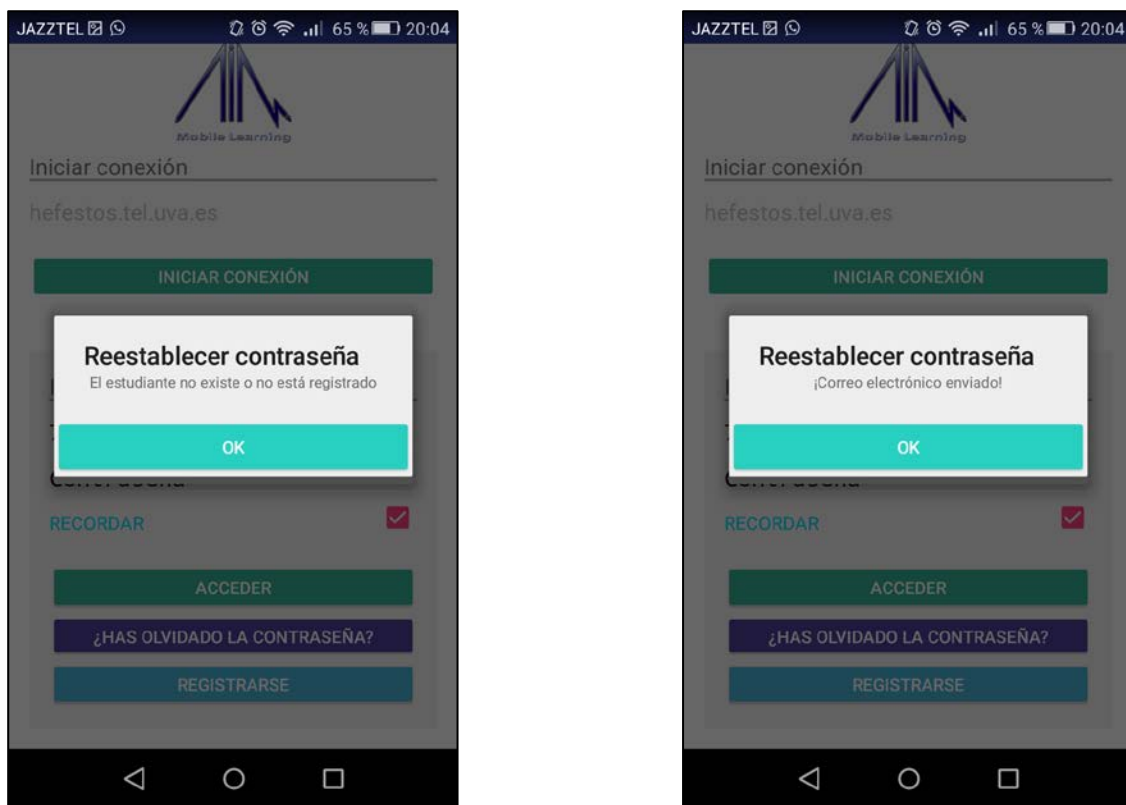 JAZZTEL 65 % 20:04
Mobile Learning
Iniciar conexión
hefestos.tel.uva.es
INICIAR CONEXIÓN
Reestablecer contraseña
El estudiante no existe o no está registrado
OK
RECORDAR
ACCEDER
¿HAS OLVIDADO LA CONTRASEÑA?
REGISTRARSE
JAZZTEL 65 % 20:04
Mobile Learning
Iniciar conexión
hefestos.tel.uva.es
INICIAR CONEXIÓN
Reestablecer contraseña
¡Correo electrónico enviado!
OK
RECORDAR
ACCEDER
¿HAS OLVIDADO LA CONTRASEÑA?
REGISTRARSE